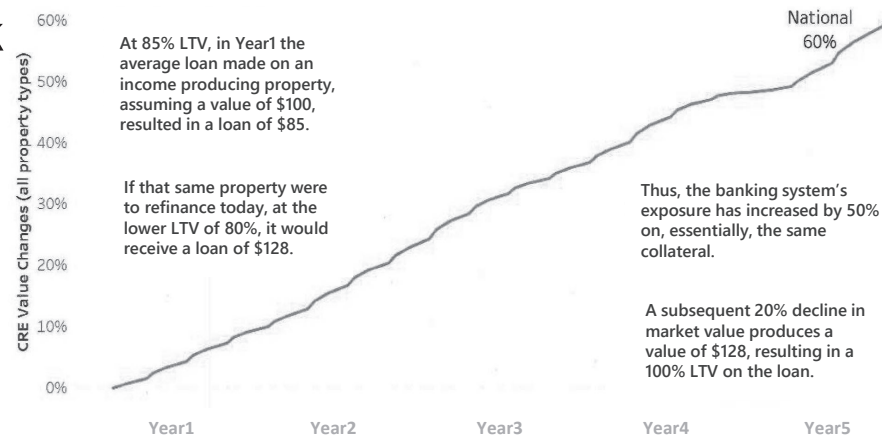 K
CRE Value Changes (all property types)
60%
50%
40%
30%
20%
10%
0%
At 85% LTV, in Year1 the
average loan made on an
income producing property,
assuming a value of $100,
resulted in a loan of $85.
If that same property were
to refinance today, at the
lower LTV of 80%, it would
receive a loan of $128.
National
60%
Thus, the banking system's
exposure has increased by 50%
on, essentially, the same
collateral.
A subsequent 20% decline in
market value produces a
value of $128, resulting in a
100% LTV on the loan.
Year1
Year2
Year3
Year4
Year5